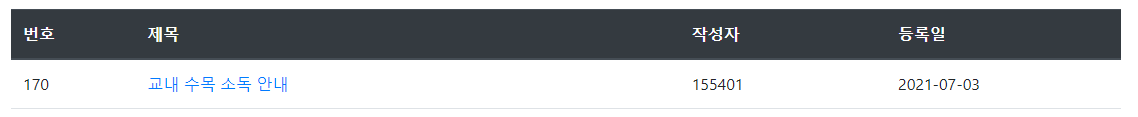 번호 제목 작성자 등록일
170 교내 수목 소독 안내 155401 2021-07-03